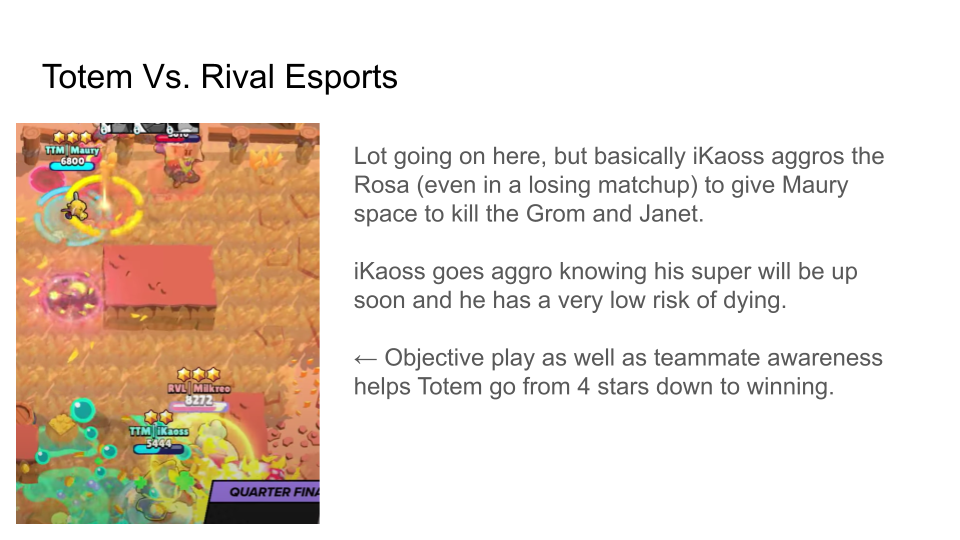 Totem Vs. Rival Esports
TTM | Maury
6800
Lot going on here, but basically iKaoss aggros the
Rosa (even in a losing matchup) to give Maury
space to kill the Grom and Janet.
iKaoss goes aggro knowing his super will be up
soon and he has a very low risk of dying.
← Objective play as well as teammate awareness
helps Totem go from 4 stars down to winning.
RVL | Milkreo
8272
TTM | iKaoss
5444
QUARTER FINA